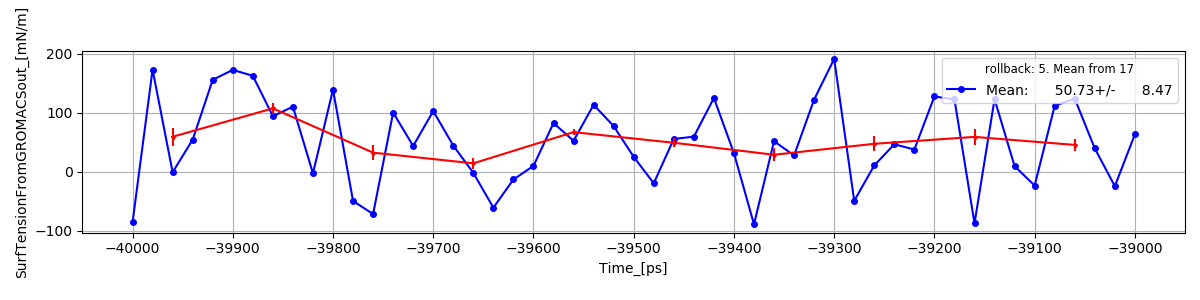 SurfTensionFromGROMACSout_[mN/m]
200
100
0
−100
rollback: 5. Mean from 17
Mean: 50.73+/- 8.47
−40000 −39900 −39800 −39700 −39600 −39500 −39400 −39300 −39200 −39100 −39000
Time_[ps]